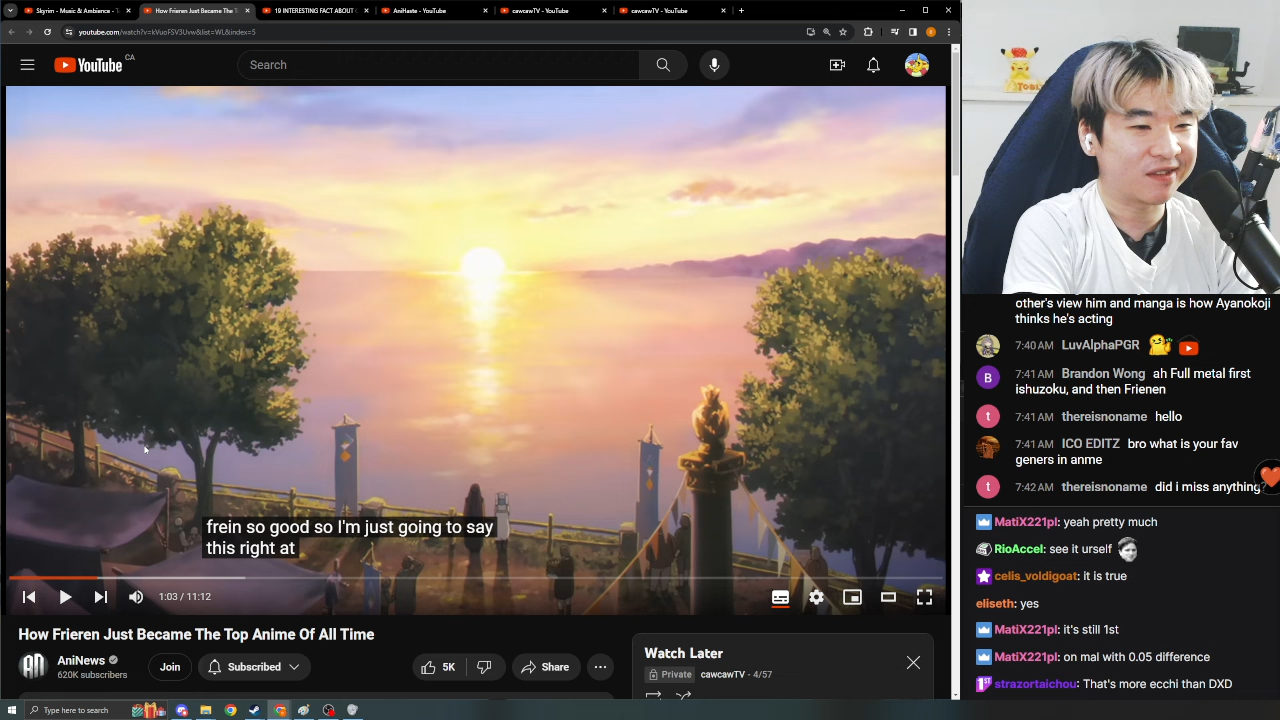 Skyrim - Music & Ambience - T
How Frieren Just Became The T
19 INTERESTING FACT ABOUT
AniHaste - YouTube
cawcawTV - YouTube
cawcawTV - YouTube
youtube.com/watch?v=kVuoFSV3Uvw&list=WL&index=5
YouTube CA
Search
frein so good so I'm just going to say
this right at
1:03 / 11:12
How Frieren Just Became The Top Anime Of All Time
AniNews
620K subscribers
Join
Subscribed
5K
Share
Watch Later
Private
cawcawTV - 4/57
Type here to search
other's view him and manga is how Ayanokoji
thinks he's acting
7:40 AM LuvAlphaPGR
B
7:41 AM Brandon Wong ah Full metal first
ishuzoku, and then Frienen
t
7:41 AM thereisnoname hello
7:41 AM ICO EDITZ bro what is your fav
geners in anme
t
7:42 AM thereisnoname did i miss anything?
MatiX221pl: yeah pretty much
RioAccel: see it urself
celis_voldigoat: it is true
eliseth: yes
MatiX221pl: it's still 1st
MatiX221pl: on mal with 0.05 difference
1ST strazortaichou: That's more ecchi than DXD